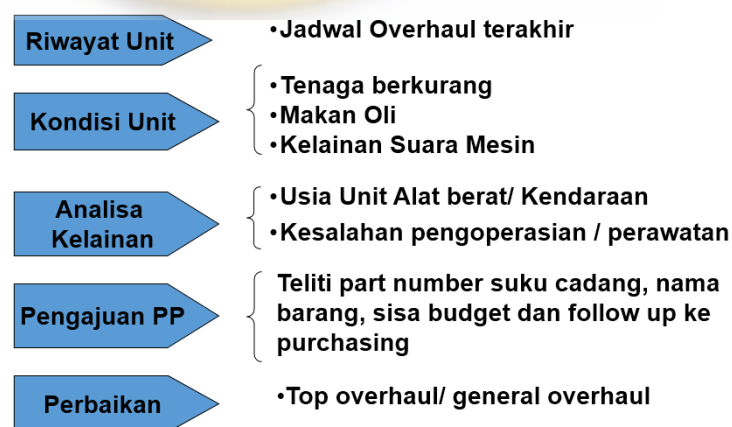 Riwayat Unit
•Jadwal Overhaul terakhir
Kondisi Unit
•Tenaga berkurang
•Makan Oli
•Kelainan Suara Mesin
Analisa
Kelainan
•Usia Unit Alat berat/ Kendaraan
•Kesalahan pengoperasian / perawatan
Pengajuan PP
Teliti part number suku cadang, nama
barang, sisa budget dan follow up ke
purchasing
Perbaikan
•Top overhaul/ general overhaul